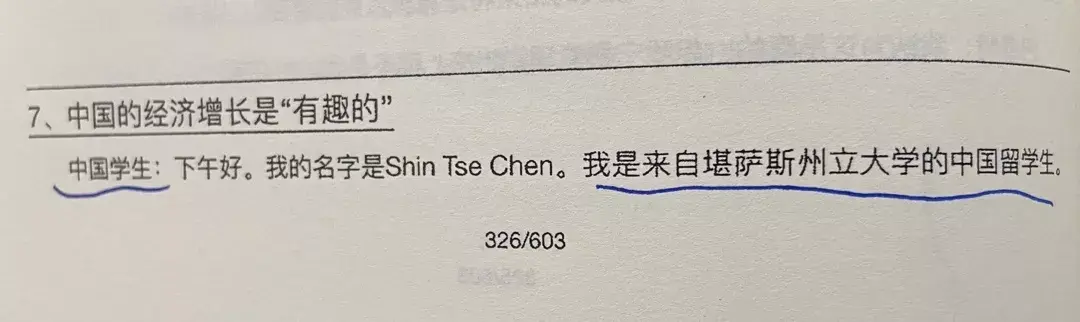 7、中国的经济增长是“有趣的”
中国学生：下午好。我的名字是Shin Tse Chen。我是来自堪萨斯州立大学的中国留学生。
326/603